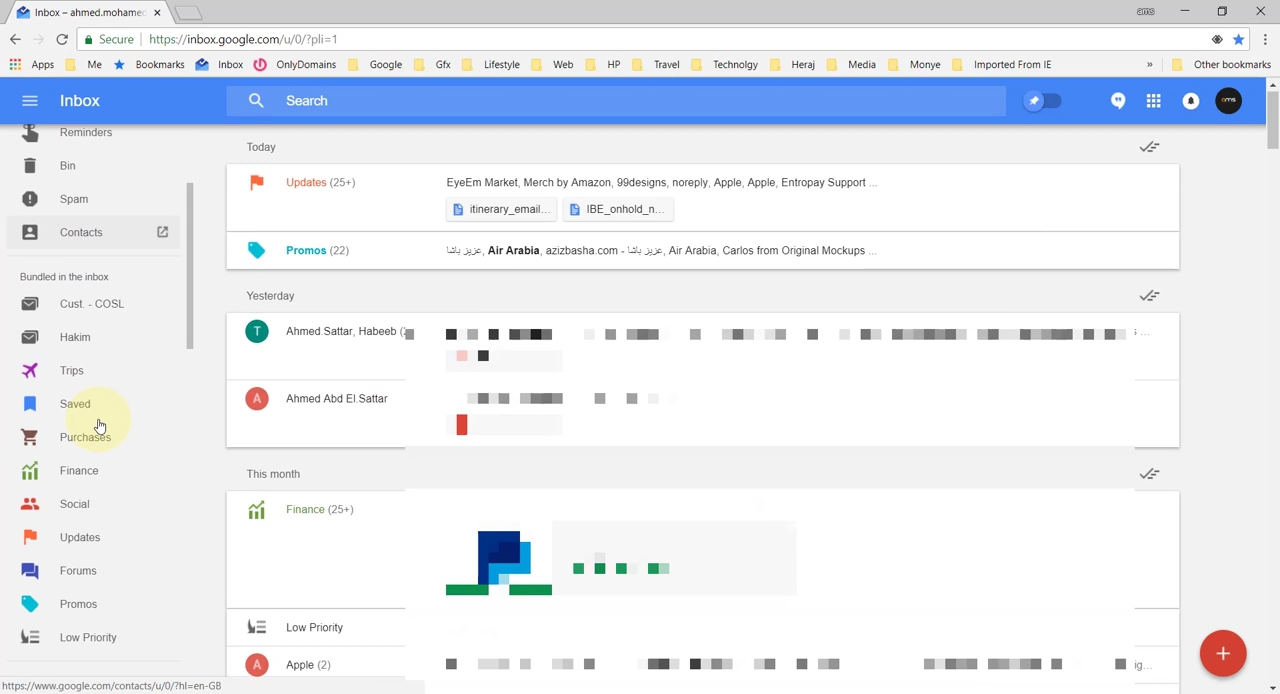 Inbox – ahmed.mohamed
ams
Secure https://inbox.google.com/u/0/?pli=1
Apps Me Bookmarks Inbox OnlyDomains Google Gfx Lifestyle Web HP Travel Technolgy Heraj Media Monye Imported From IE » Other bookmarks
Inbox Search ams
Reminders
Bin
Spam
Contacts
Bundled in the inbox
Cust. - COSL
Hakim
Trips
Saved
Purchases
Finance
Social
Updates
Forums
Promos
Low Priority
Today
Updates (25+) EyeEm Market, Merch by Amazon, 99designs, noreply, Apple, Apple, Entropay Support ...
itinerary_email... IBE_onhold_n...
Promos (22) عزيز باشا, Air Arabia, azizbasha.com - عزيز باشا, Air Arabia, Carlos from Original Mockups ...
Yesterday
T Ahmed.Sattar, Habeeb
A Ahmed Abd El.Sattar
This month
Finance (25+)
Low Priority
A Apple (2)
https://www.google.com/contacts/u/0/?hl=en-GB